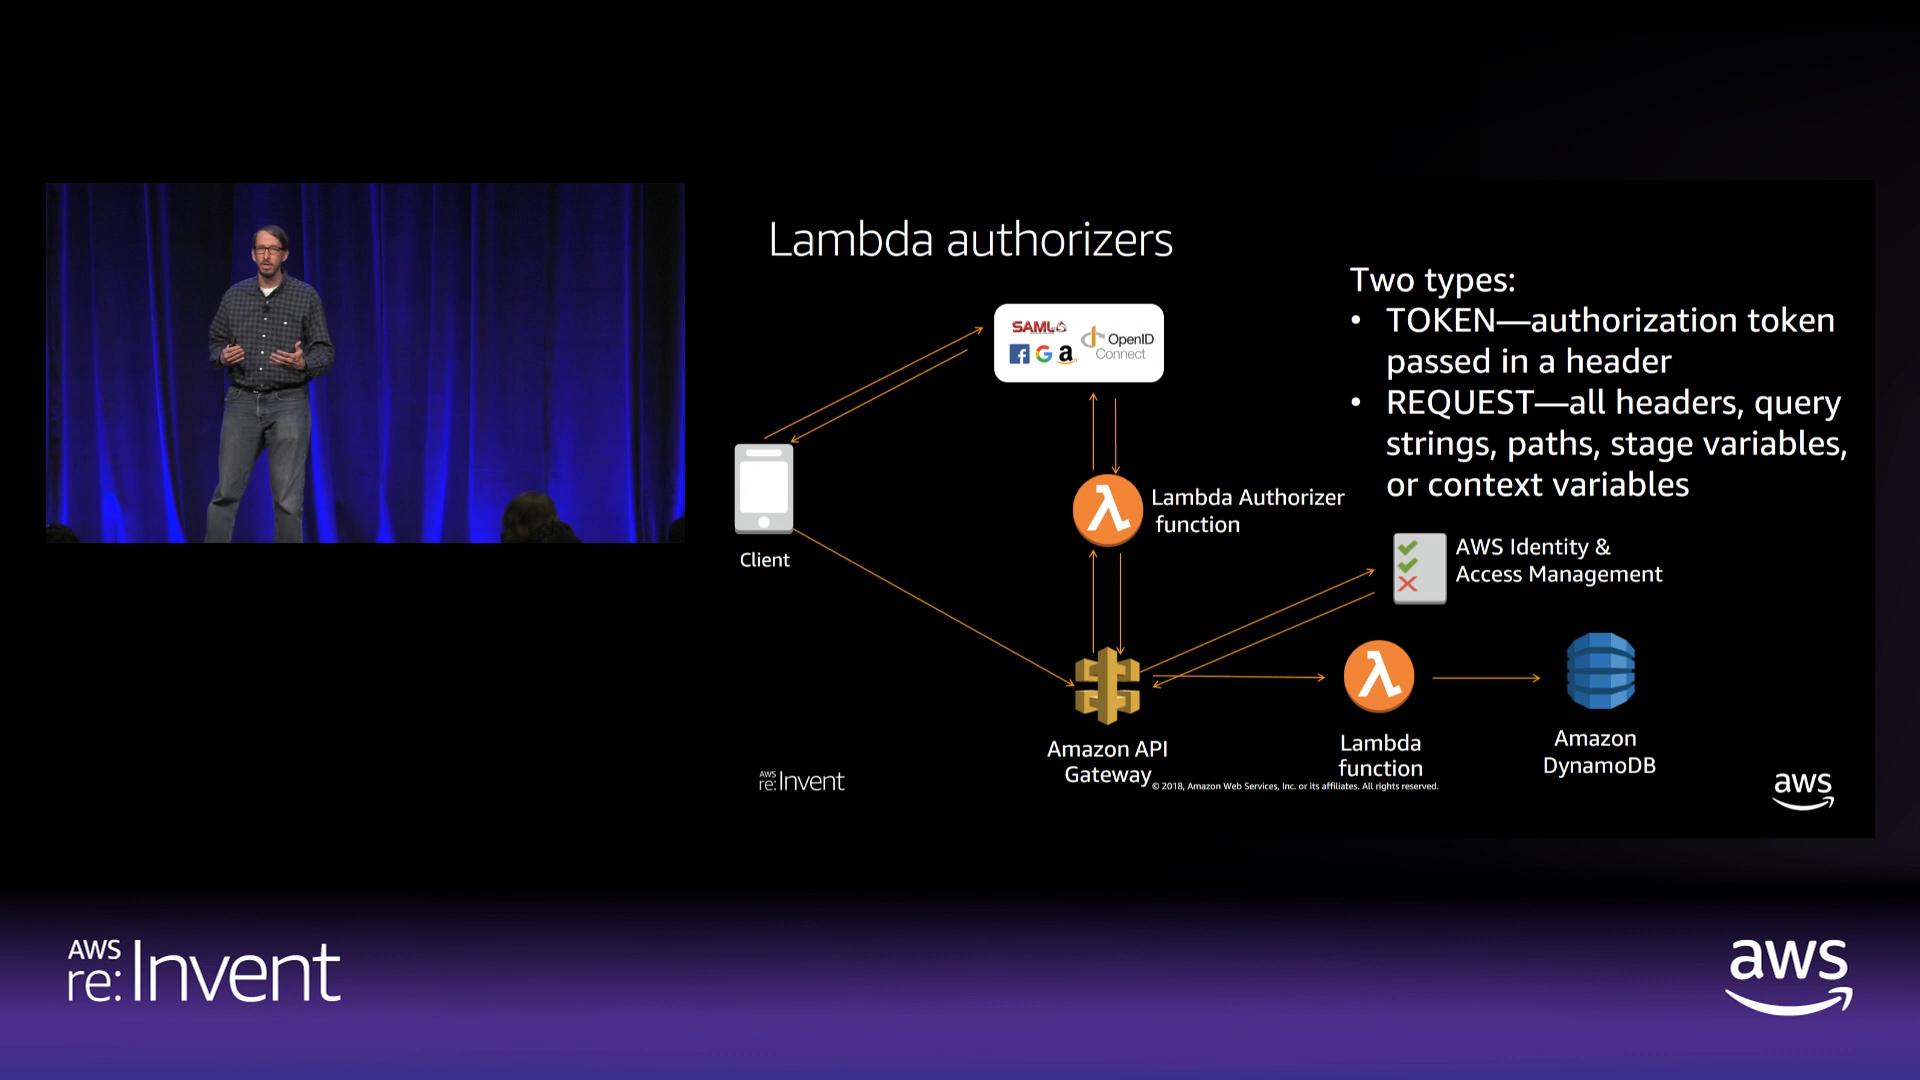 Lambda authorizers
Two types:
• TOKEN—authorization token
passed in a header
• REQUEST—all headers, query
strings, paths, stage variables,
or context variables
SAML
OpenID
Connect
Lambda Authorizer
function
Client
AWS Identity &
Access Management
Amazon API
Gateway
Lambda
function
Amazon
DynamoDB
AWS
re:Invent
© 2018, Amazon Web Services, Inc. or its affiliates. All rights reserved.
aws
AWS
re:Invent
aws